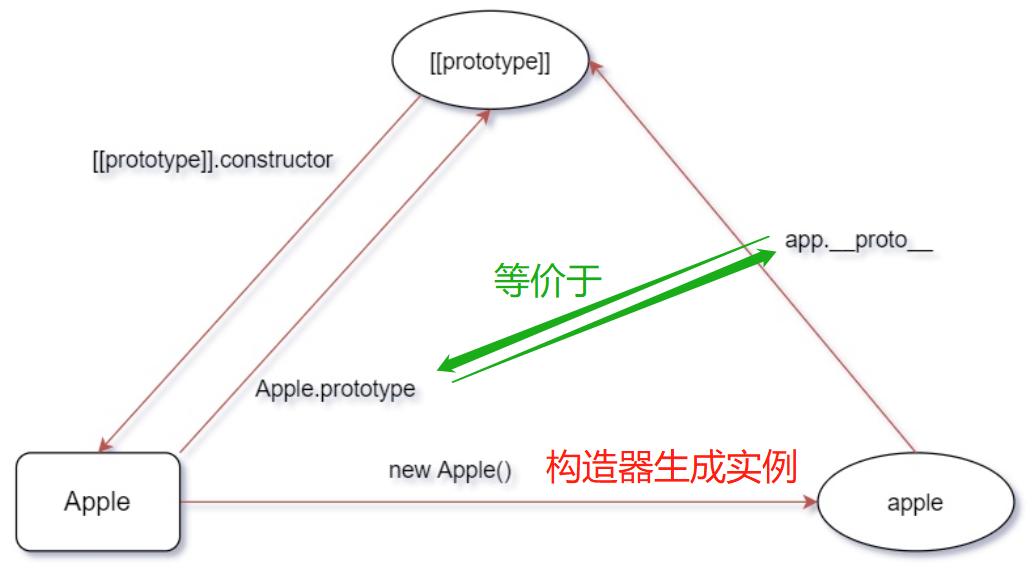 [[prototype]]
[[prototype]].constructor
app.__proto__
等价于
Apple.prototype
new Apple()
构造器生成实例
Apple
apple